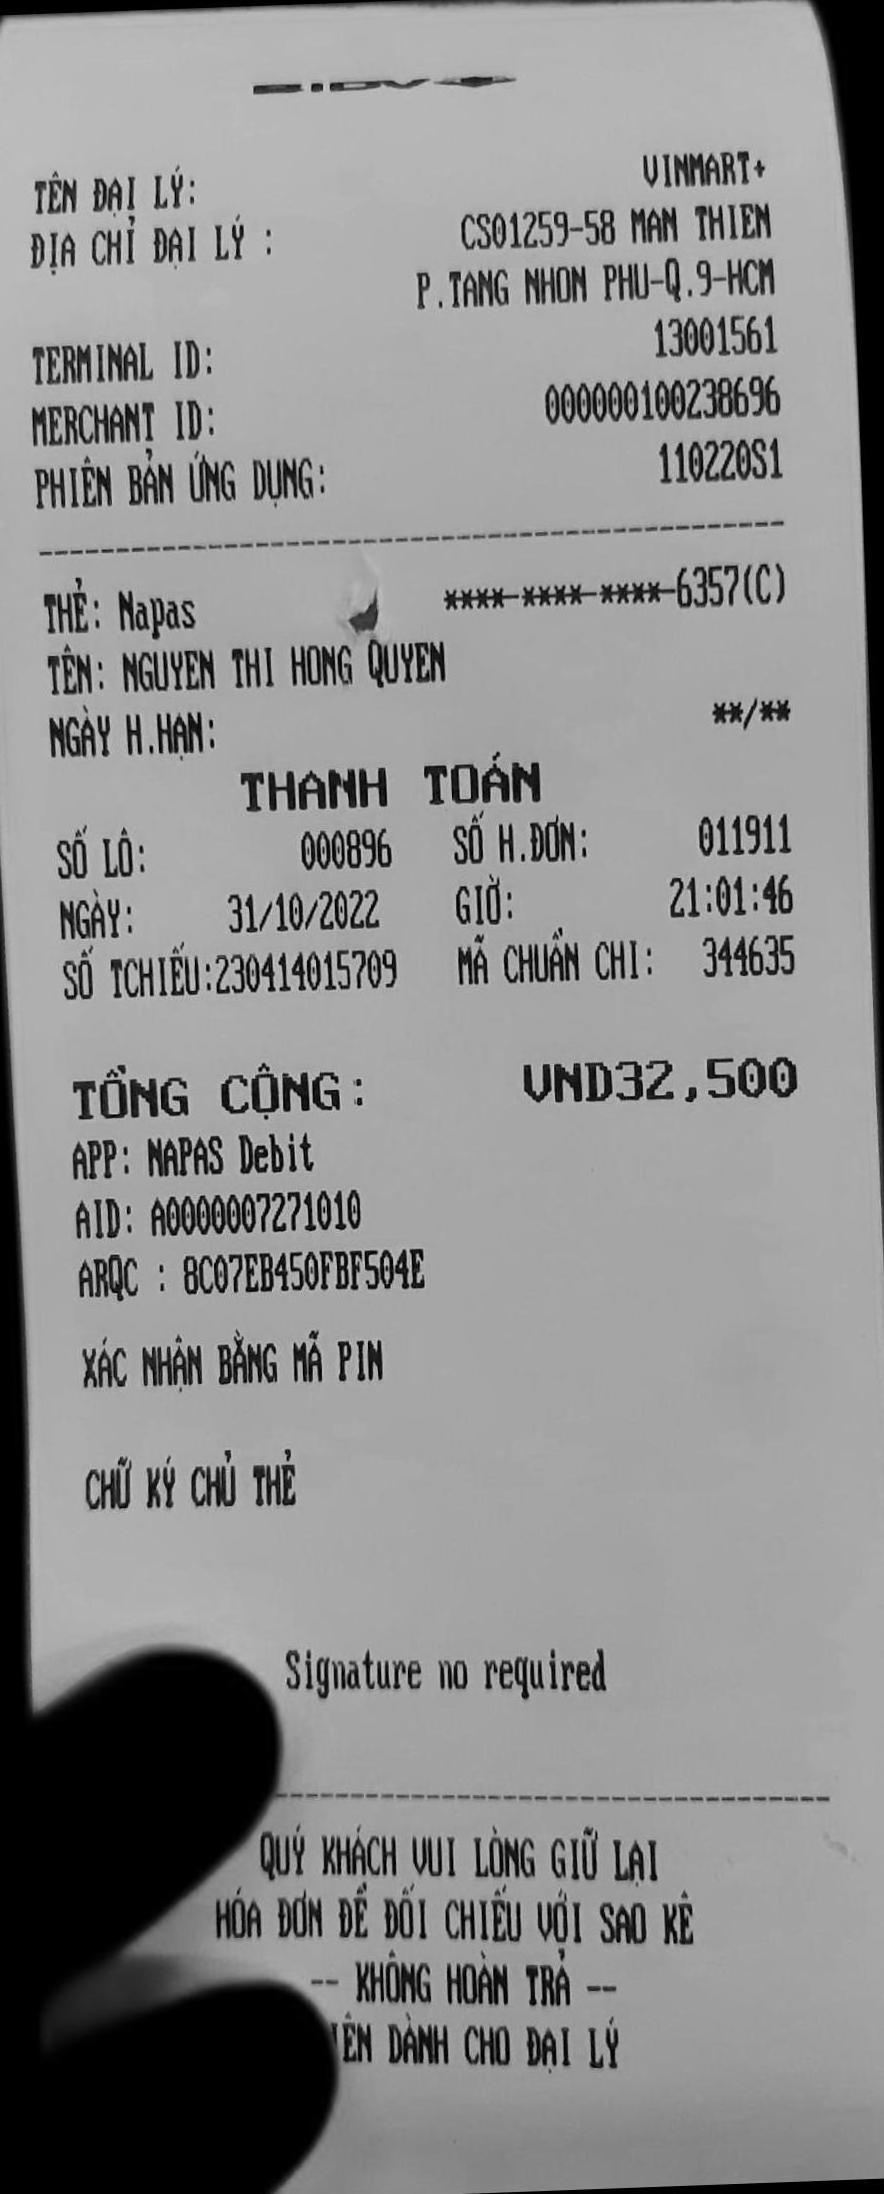 TÊN ĐẠI LÝ: VINMART+
ĐỊA CHỈ ĐẠI LÝ : CS01259-58 MAN THIEN
P.TANG NHON PHU-Q.9-HCM
TERMINAL ID: 13001561
MERCHANT ID: 000000100238696
PHIÊN BẢN ỨNG DỤNG: 110220S1
THẺ: Napas ****-****-****-6357(C)
TÊN: NGUYEN THI HONG QUYEN
NGÀY H.HẠN: **/**
THANH TOÁN
SỐ LÔ: 000896 SỐ H.ĐƠN: 011911
NGÀY: 31/10/2022 GIỜ: 21:01:46
SỐ TCHIẾU:230414015709 MÃ CHUẨN CHI: 344635
TỔNG CỘNG: VND32,500
APP: NAPAS Debit
AID: A0000007271010
ARQC : 8C07EB450FBF504E
XÁC NHẬN BẰNG MÃ PIN
CHỮ KÝ CHỦ THẺ
Signature no required
QUÝ KHÁCH VUI LÒNG GIỮ LẠI
HÓA ĐƠN ĐỂ ĐỐI CHIẾU VỚI SAO KÊ
-- KHÔNG HOÀN TRẢ --
DÀNH CHO ĐẠI LÝ